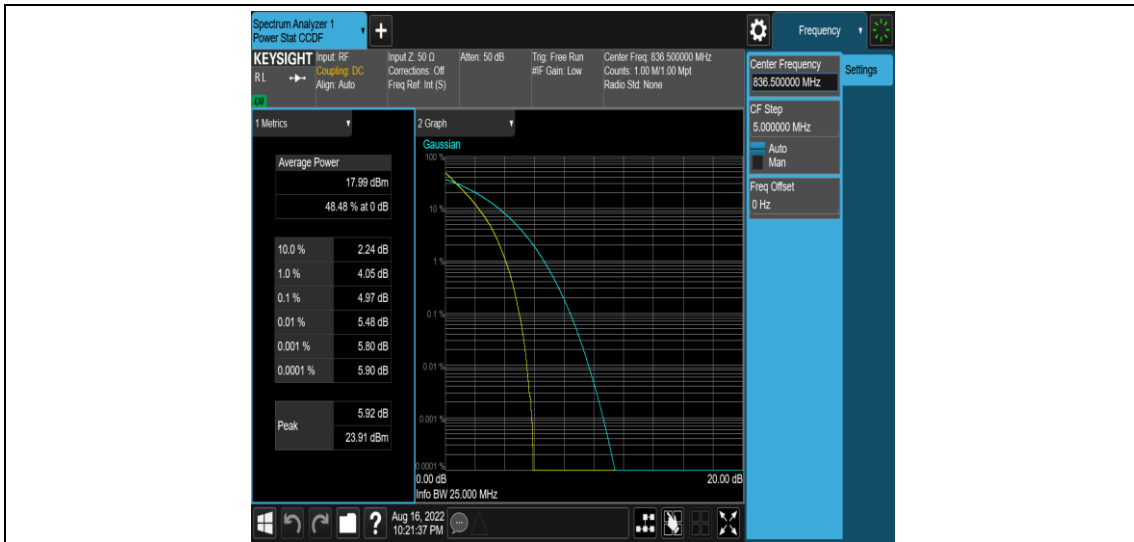 Spectrum Analyzer 1
Power Stat CCDF
+
Frequency
KEYSIGHT
RL
LXI
Input: RF
Coupling: DC
Align: Auto
Input Z: 50 Ω
Corrections: Off
Freq Ref: Int (S)
Atten: 50 dB
Trig: Free Run
#IF Gain: Low
Center Freq: 836.500000 MHz
Counts: 1.00 M/1.00 Mpt
Radio Std: None
Center Frequency
836.500000 MHz
Settings
CF Step
5.000000 MHz
Auto
Man
Freq Offset
0 Hz
1 Metrics
Average Power
17.99 dBm
48.48 % at 0 dB
10.0 % 2.24 dB
1.0 % 4.05 dB
0.1 % 4.97 dB
0.01 % 5.48 dB
0.001 % 5.80 dB
0.0001 % 5.90 dB
Peak
5.92 dB
23.91 dBm
2 Graph
Gaussian
100 %
10 %
1 %
0.1 %
0.01 %
0.001 %
0.0001 %
0.00 dB 20.00 dB
Info BW 25.000 MHz
?
Aug 16, 2022
10:21:37 PM